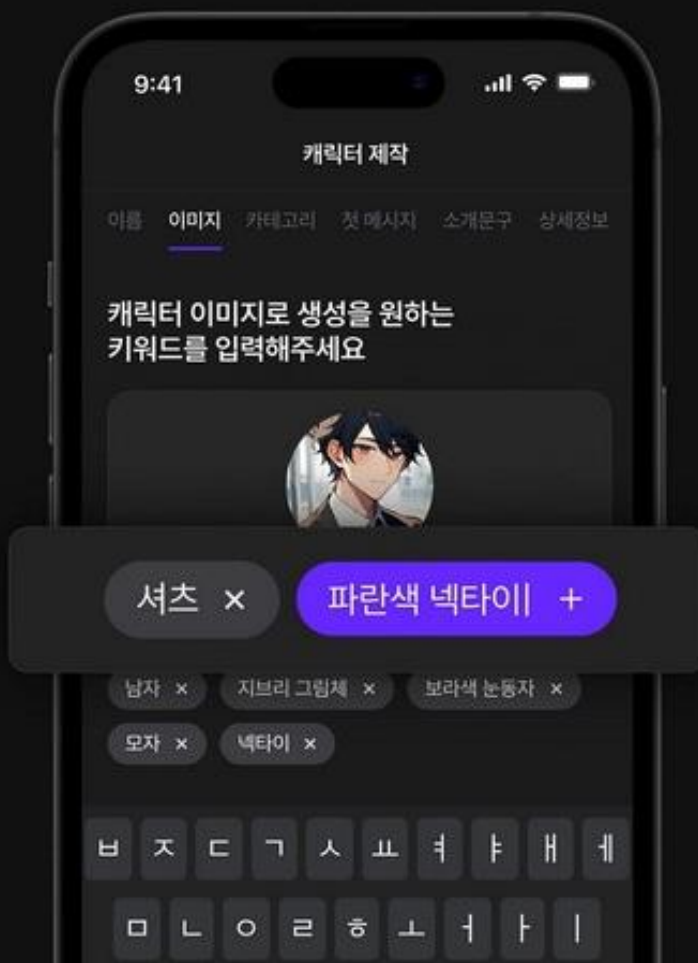 9:41
캐릭터 제작
이름 이미지 카테고리 첫 메시지 소개문구 상세정보
캐릭터 이미지로 생성을 원하는
키워드를 입력해주세요
셔츠 × 파란색 넥타이| +
남자 × 지브리 그림체 × 보라색 눈동자 ×
모자 × 넥타이 ×
ㅂ ㅈ ㄷ ㄱ ㅅ ㅛ ㅕ ㅑ ㅐ ㅔ
ㅁ ㄴ ㅇ ㄹ ㅎ ㅗ ㅓ ㅏ ㅣ